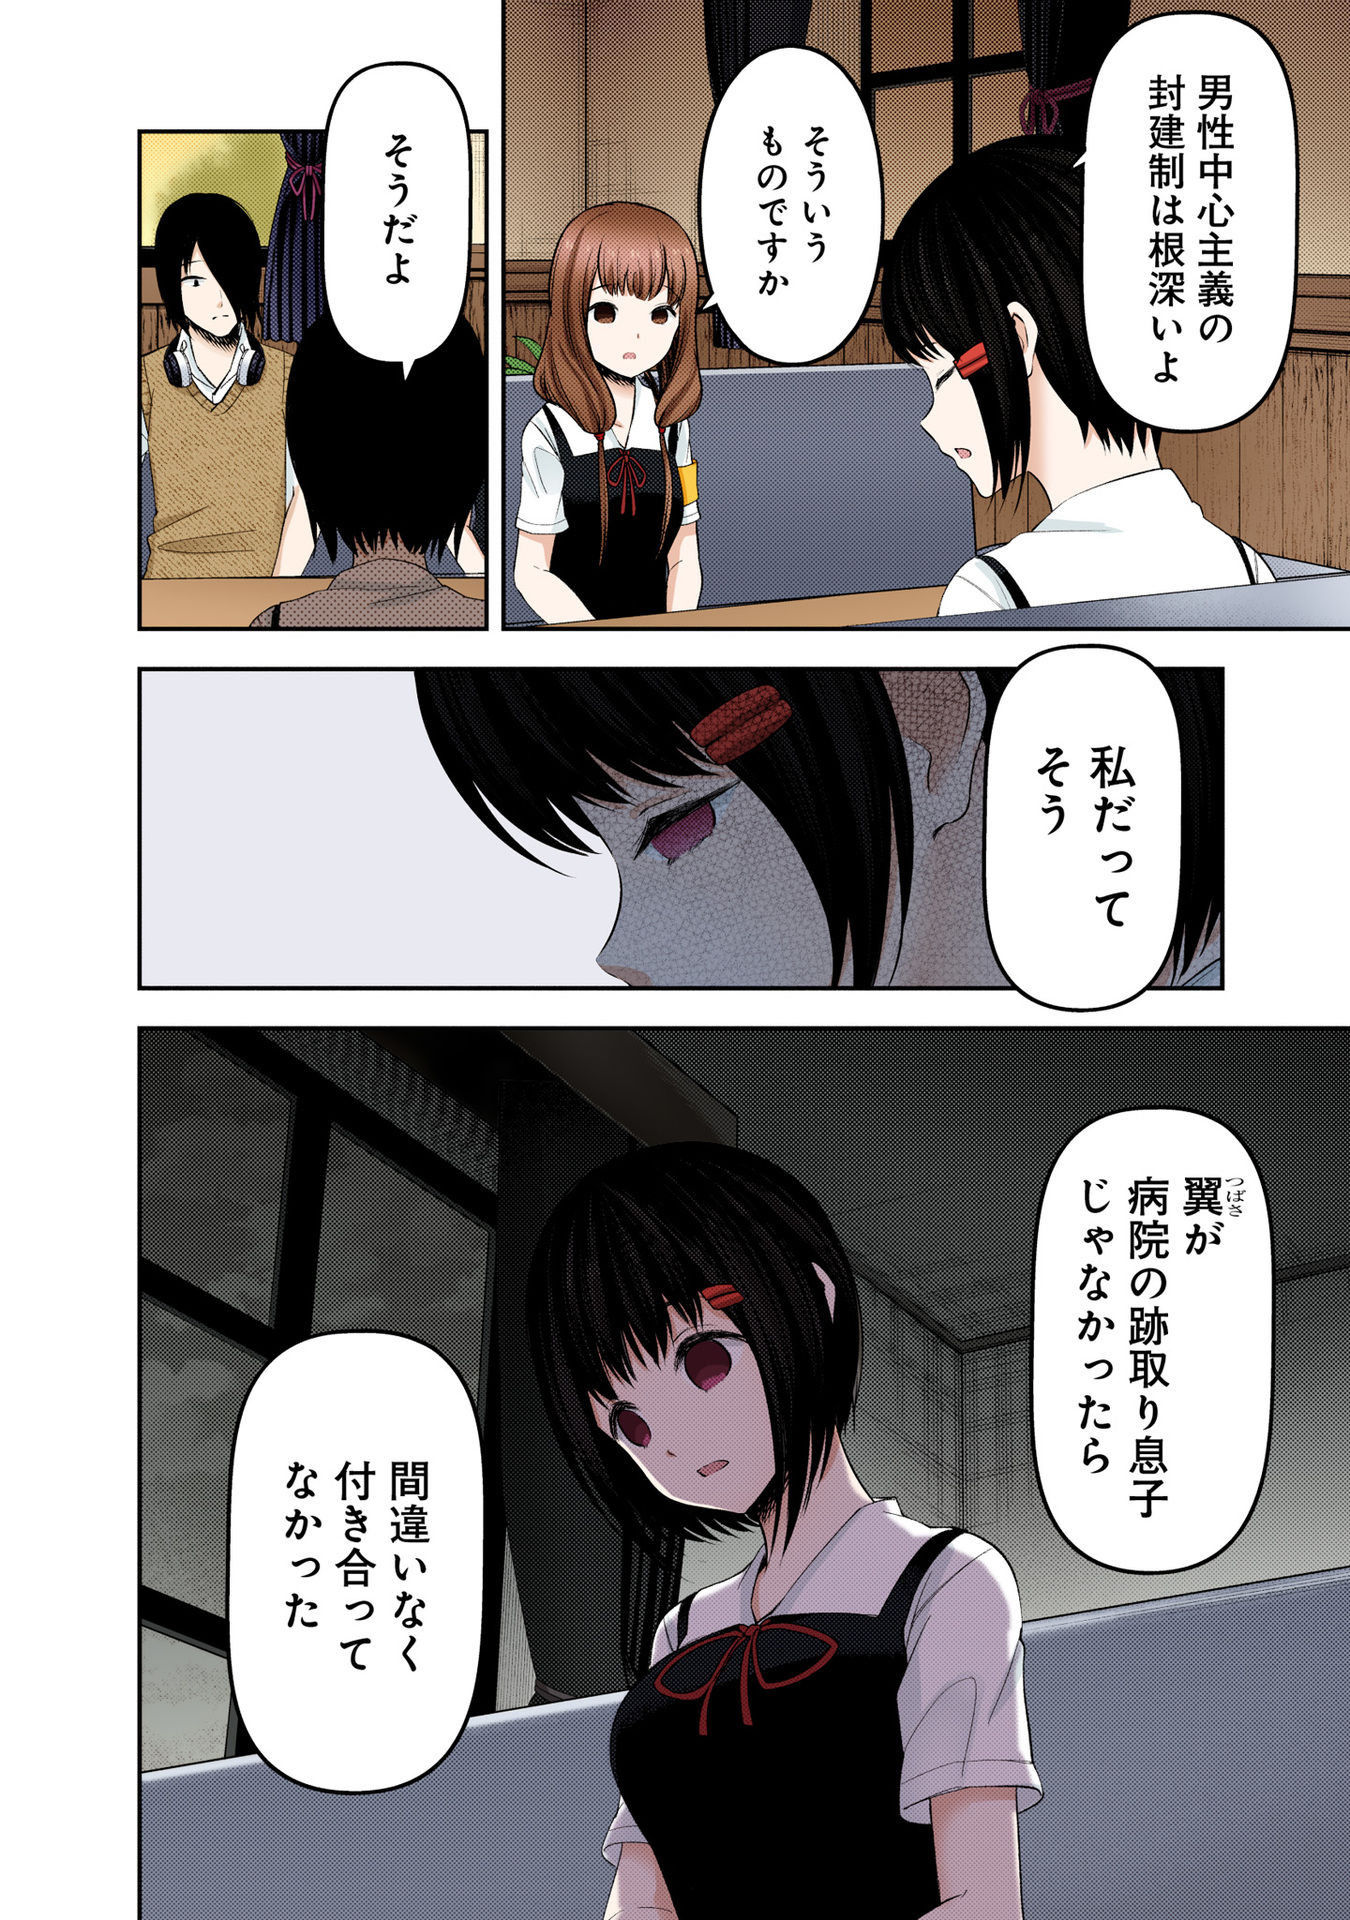 男性中心主義の
封建制は根深いよ
そういう
ものですか
そうだよ
私だって
そう
翼が
つばさ
病院の跡取り息子
じゃなかったら
間違いなく
付き合って
なかった